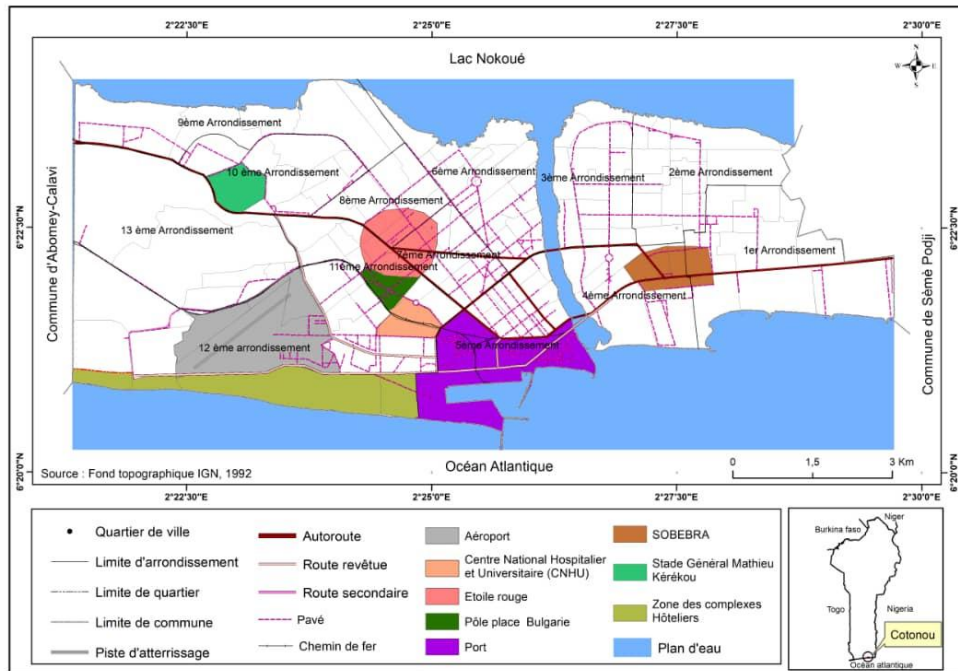 2°22'30"E
2°25'0"E
2°27'30"E
2°30'0"E
Lac Nokoué
N
W
E
S
9ème Arrondissement
10 ème Arrondissement
6ème Arrondissement
3ème Arrondissement
2ème Arrondissement
8ème Arrondissement
6°22'30"N
13 ème Arrondissement
6°22'30"N
7ème Arrondissement
1er Arrondissement
11ème Arrondissement
4ème Arrondissement
Commune d'Abomey-Calavi
Commune de Sèmè Podji
12 ème arrondissement
5ème Arrondissement
Océan Atlantique
0
1,5
3 Km
6°20'0"N
Source : Fond topographique IGN, 1992
6°20'0"N
2°22'30"E
2°25'0"E
2°27'30"E
2°30'0"E
Quartier de ville
Limite d'arrondissement
Limite de quartier
Limite de commune
Piste d'atterrissage
Autoroute
Route revêtue
Route secondaire
Pavé
Chemin de fer
Aéroport
Centre National Hospitalier
et Universitaire (CNHU)
Etoile rouge
Pôle place Bulgarie
Port
SOBEBRA
Stade Général Mathieu
Kérékou
Zone des complexes
Hôteliers
Plan d'eau
Niger
Burkina faso
Togo
Nigeria
Cotonou
Océan atlantique